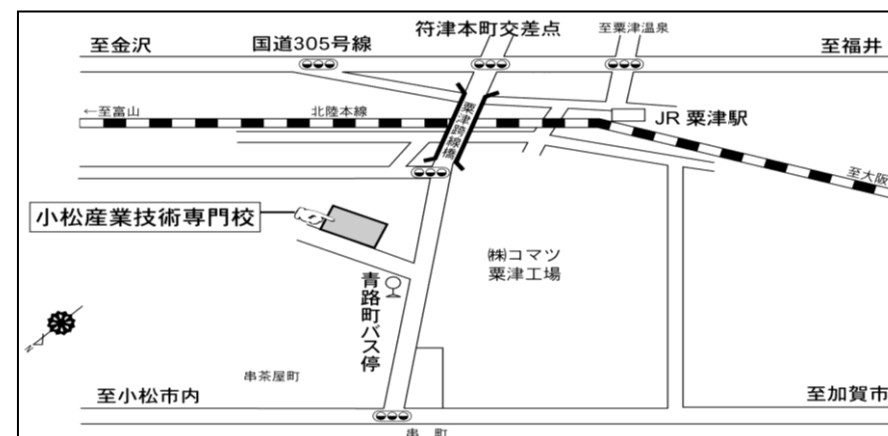 符津本町交差点
至金沢
国道305号線
至粟津温泉
至福井
←至富山
北陸本線
粟津跨線橋
JR 粟津駅
至大阪
小松産業技術専門校
㈱コマツ
粟津工場
青路町バス停
N
串茶屋町
至小松市内
至加賀市
串 町